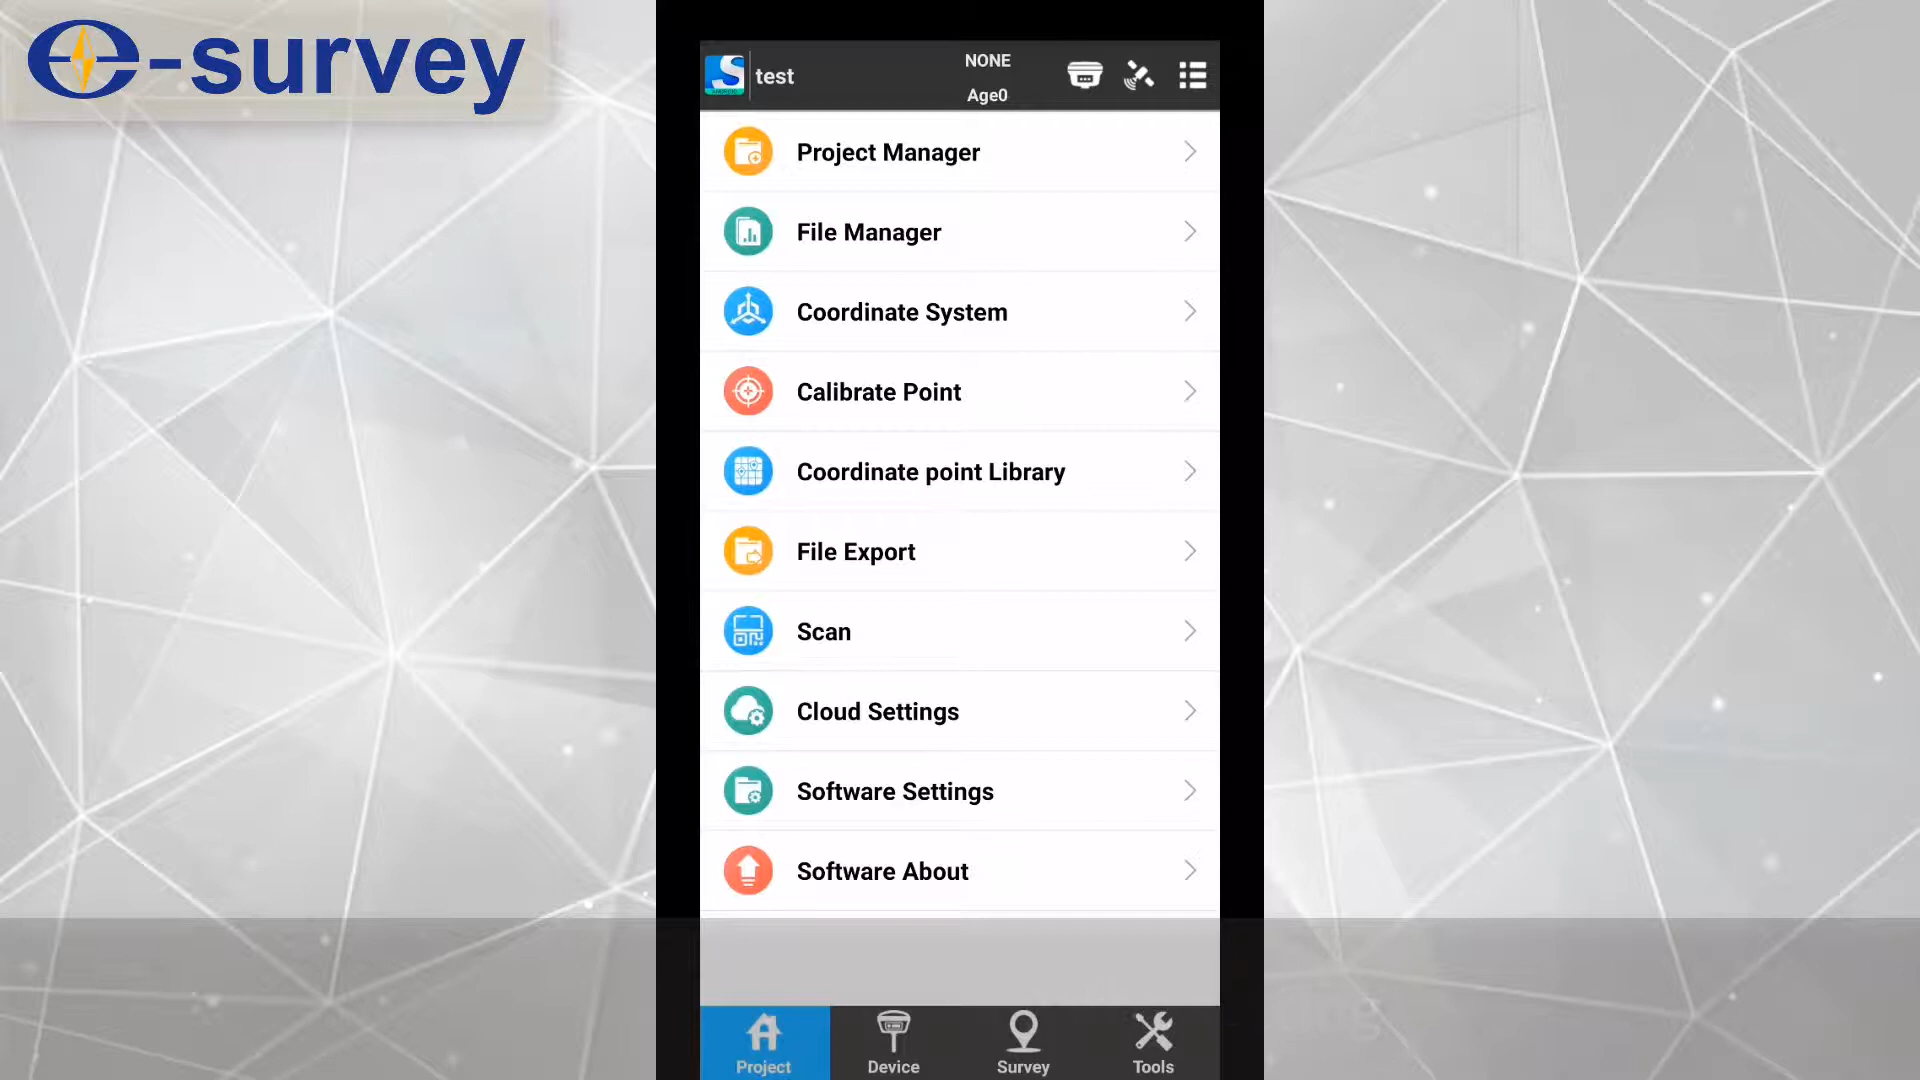 e-survey
test
NONE
Age0
Project Manager
File Manager
Coordinate System
Calibrate Point
Coordinate point Library
File Export
Scan
Cloud Settings
Software Settings
Software About
Project
Device
Survey
Tools